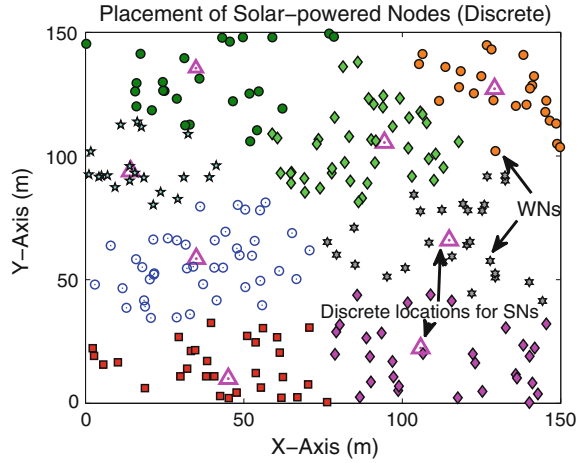 Placement of Solar-powered Nodes (Discrete)
150
100
50
0
Y-Axis (m)
WNs
Discrete locations for SNs
0
50
100
150
X-Axis (m)